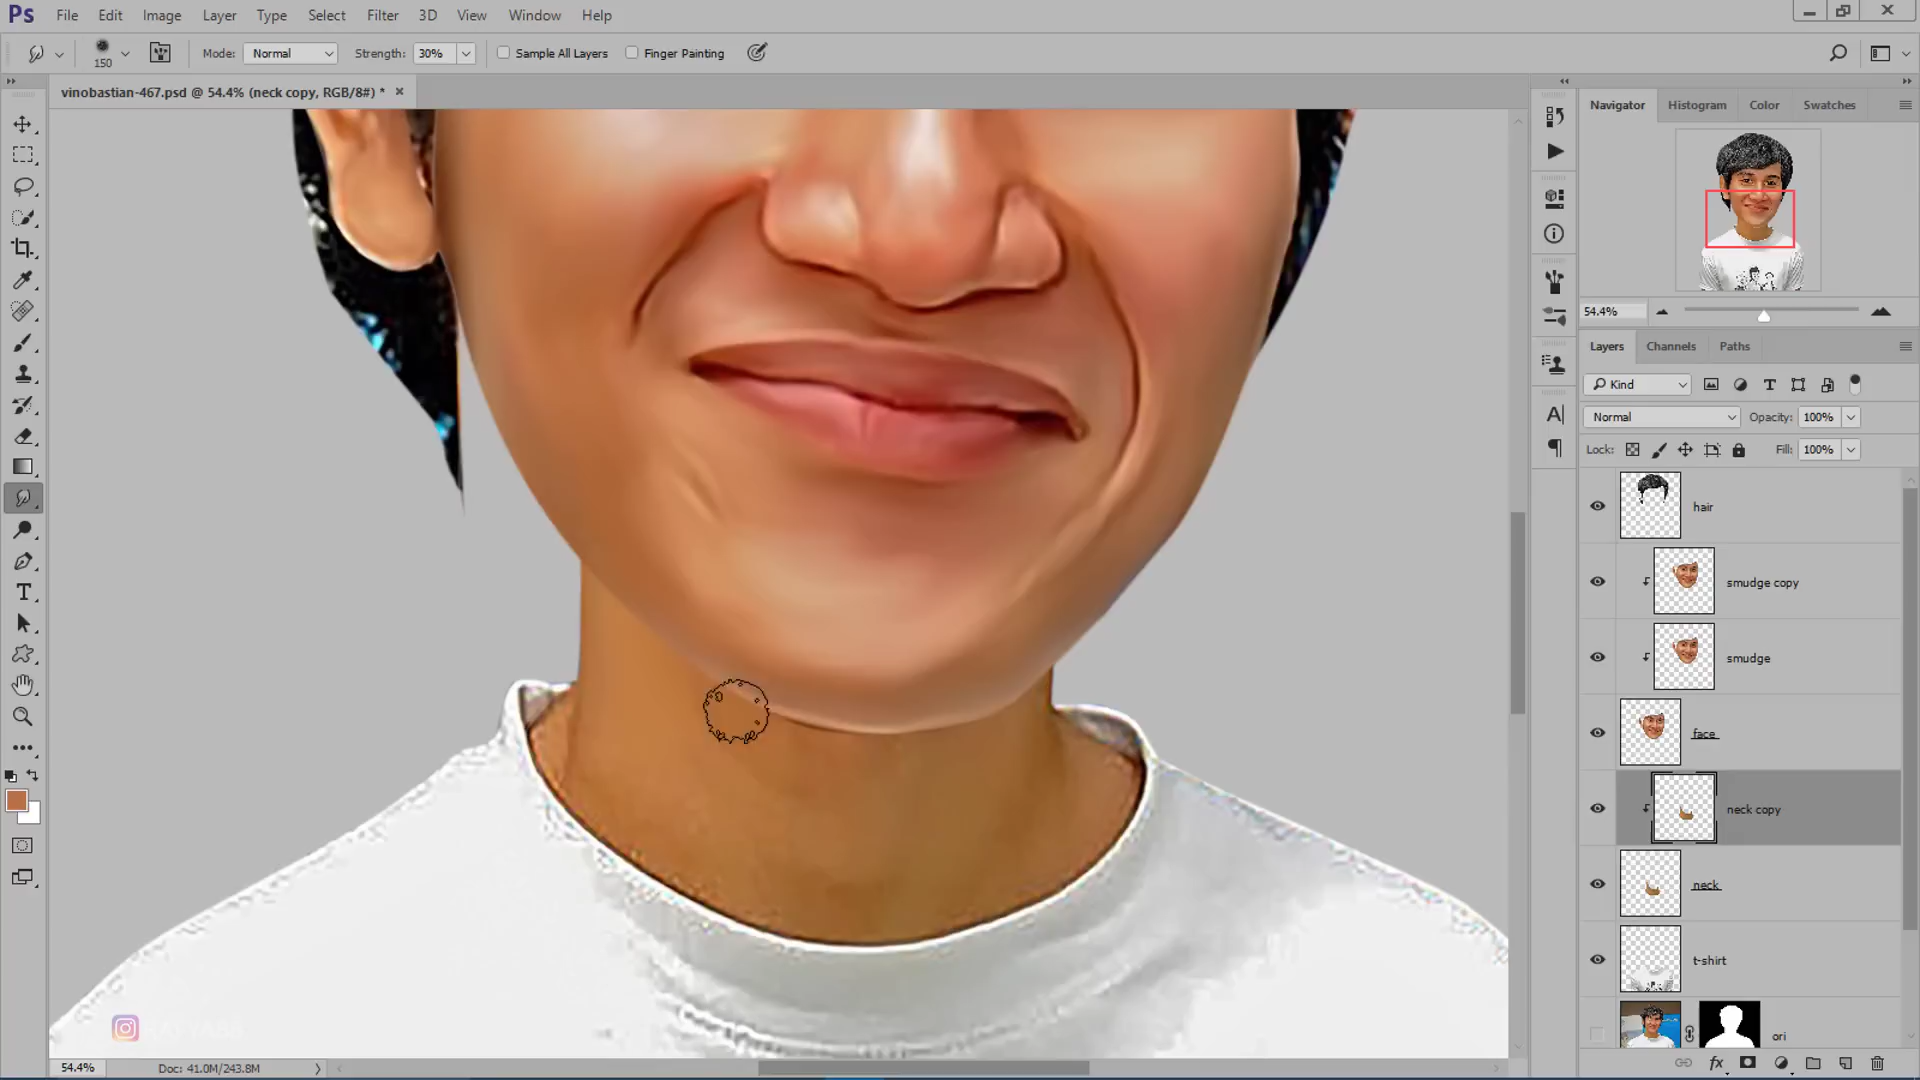 Ps File Edit Image Layer Type Select Filter 3D View Window Help
150 Mode: Normal Strength: 30% Sample All Layers Finger Painting
vinobastian-467.psd @ 54.4% (neck copy, RGB/8#) * ×
Navigator Histogram Color Swatches
54.4%
Layers Channels Paths
Kind
Normal Opacity: 100%
Lock: Fill: 100%
hair
smudge copy
smudge
face
neck copy
neck
t-shirt
ori
54.4% Doc: 41.0M/243.8M